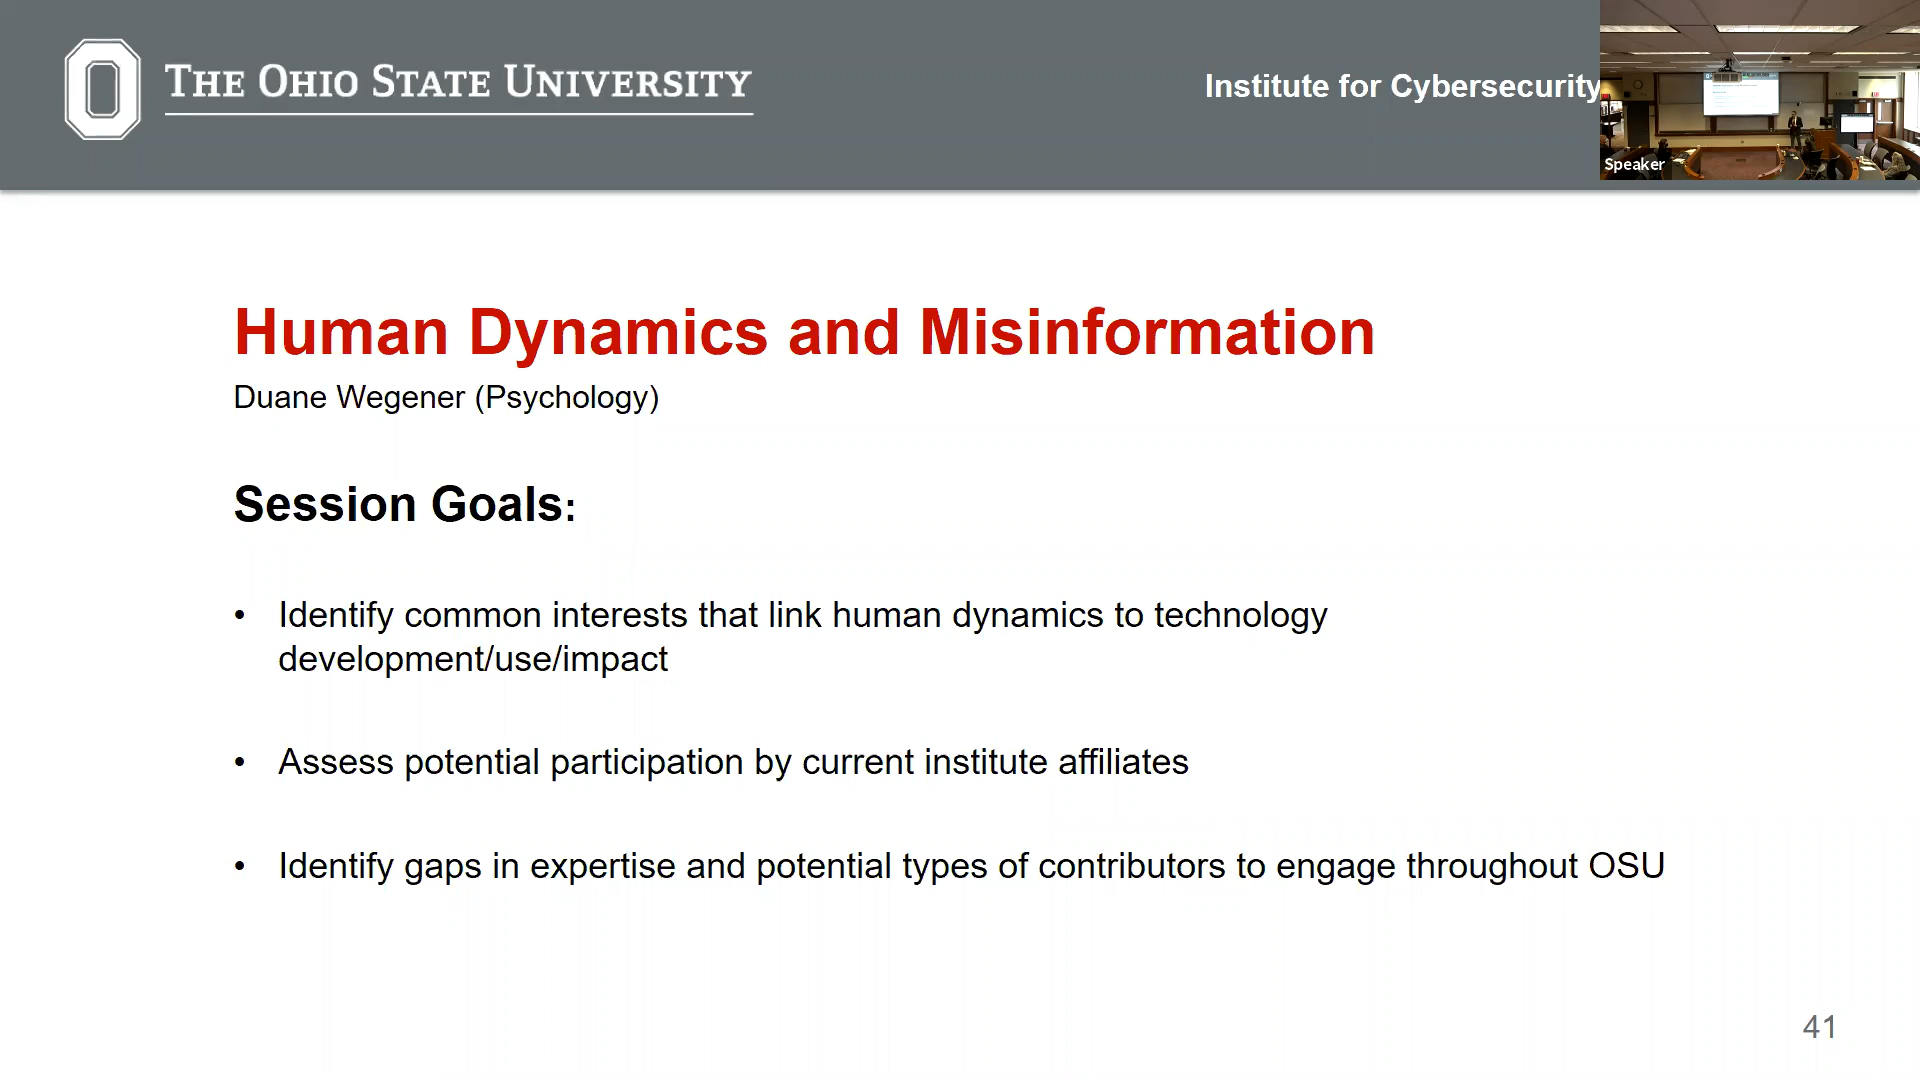 THE OHIO STATE UNIVERSITY
Institute for Cybersecurity
Speaker
Human Dynamics and Misinformation
Duane Wegener (Psychology)
Session Goals:
• Identify common interests that link human dynamics to technology
development/use/impact
• Assess potential participation by current institute affiliates
• Identify gaps in expertise and potential types of contributors to engage throughout OSU
41